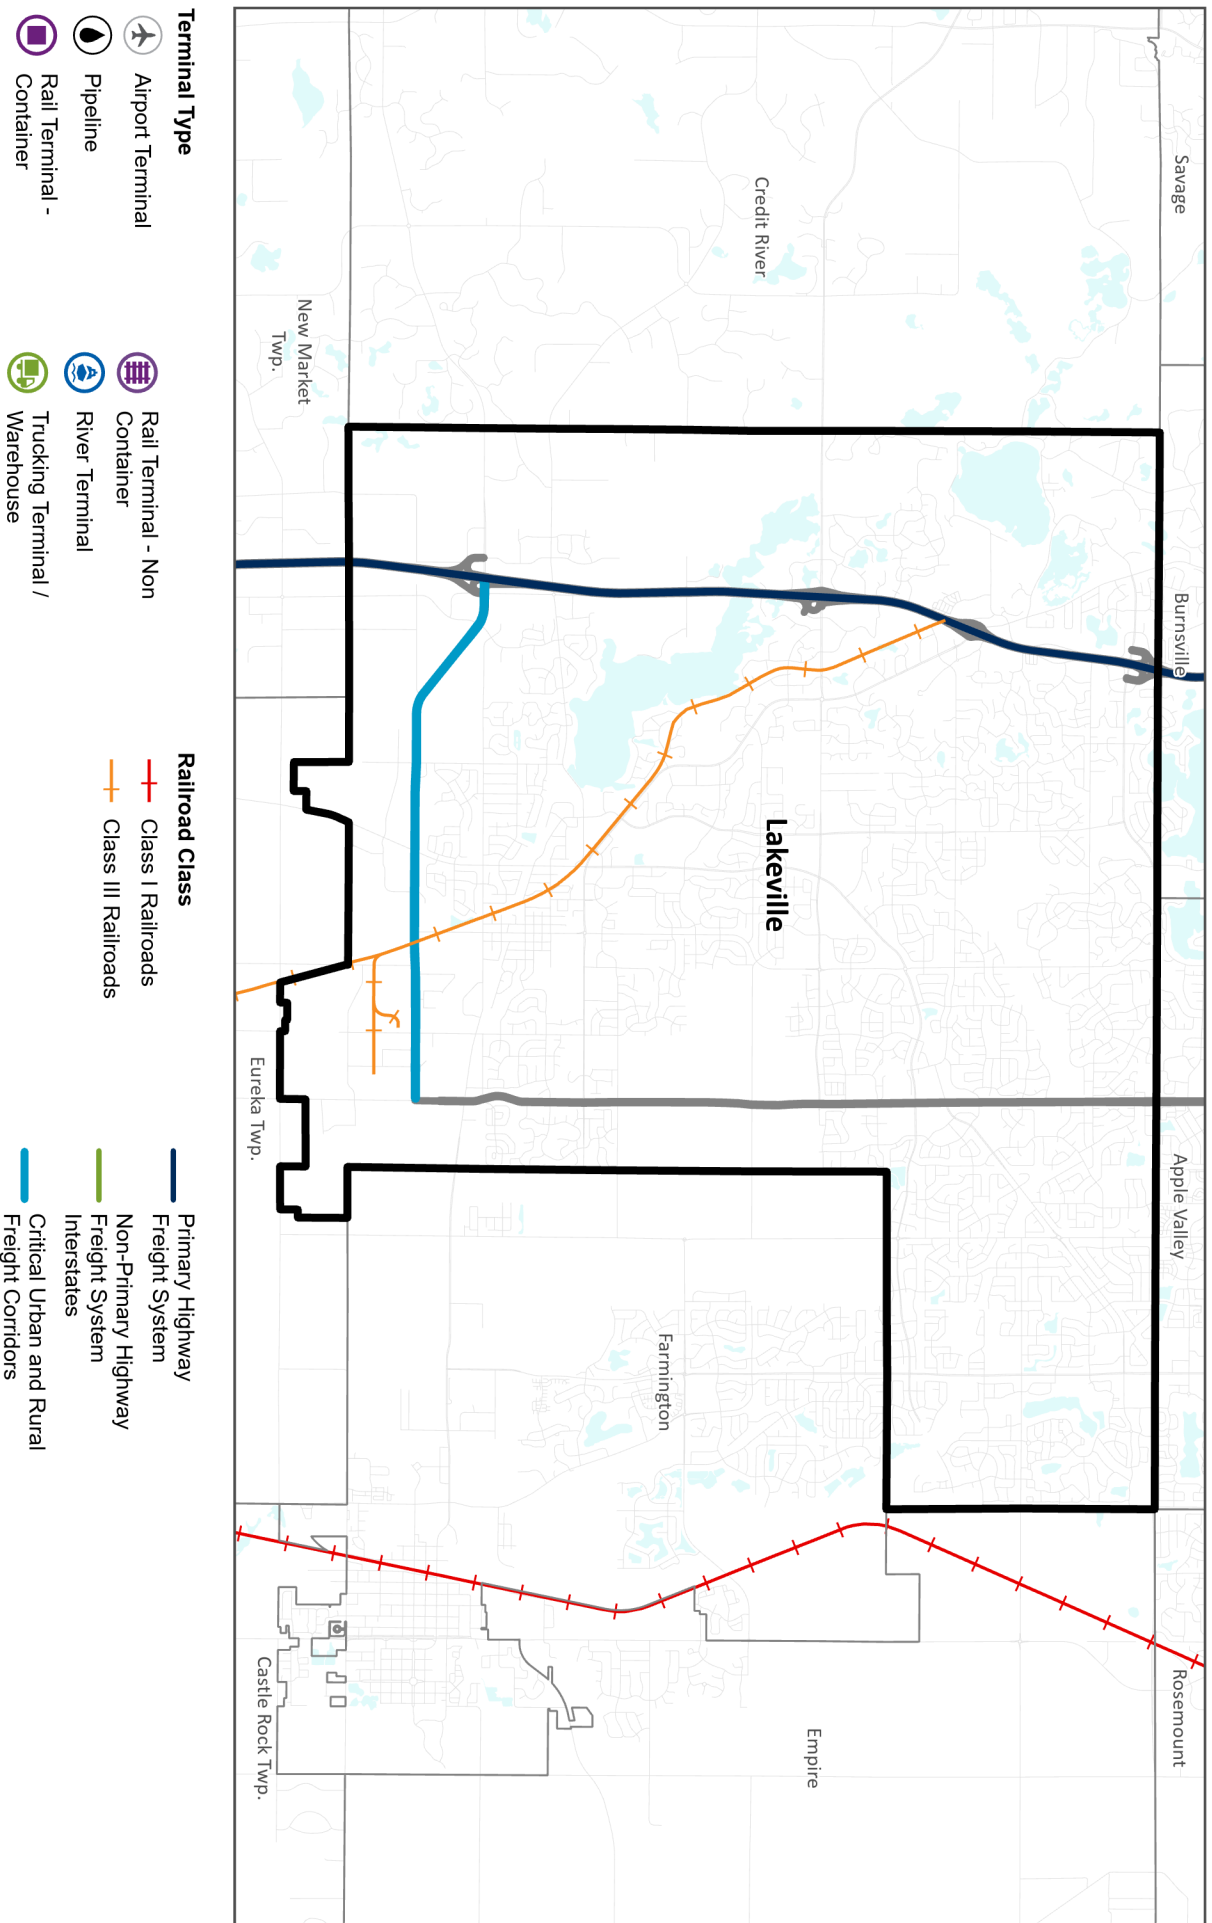 Savage
Burnsville
Apple Valley
Rosemount
Credit River
Lakeville
Empire
Farmington
New Market
Twp.
Eureka Twp.
Castle Rock Twp.
Terminal Type
Airport Terminal
Pipeline
Rail Terminal -
Container
Rail Terminal - Non
Container
River Terminal
Trucking Terminal /
Warehouse
Railroad Class
Class I Railroads
Class III Railroads
Primary Highway
Freight System
Non-Primary Highway
Freight System
Interstates
Critical Urban and Rural
Freight Corridors